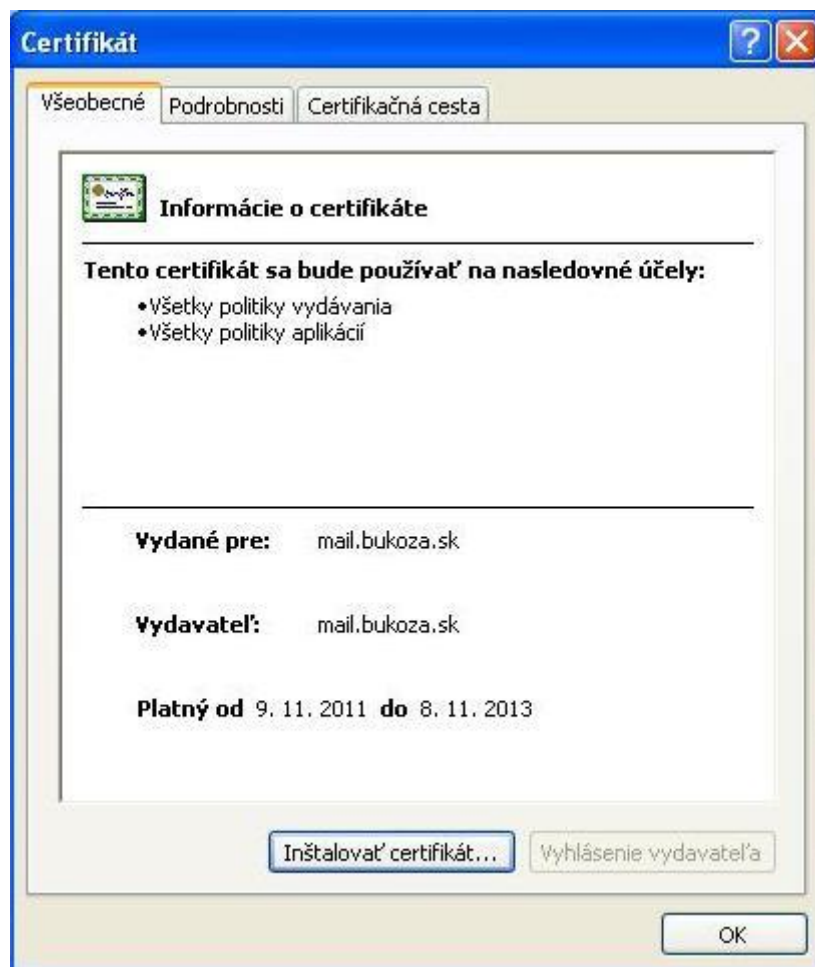 Certifikát
Všeobecné Podrobnosti Certifikačná cesta
Informácie o certifikáte
Tento certifikát sa bude používať na nasledovné účely:
•Všetky politiky vydávania
•Všetky politiky aplikácií
Vydané pre: mail.bukoza.sk
Vydavateľ: mail.bukoza.sk
Platný od 9. 11. 2011 do 8. 11. 2013
Inštalovať certifikát... Vyhlásenie vydavateľa
OK